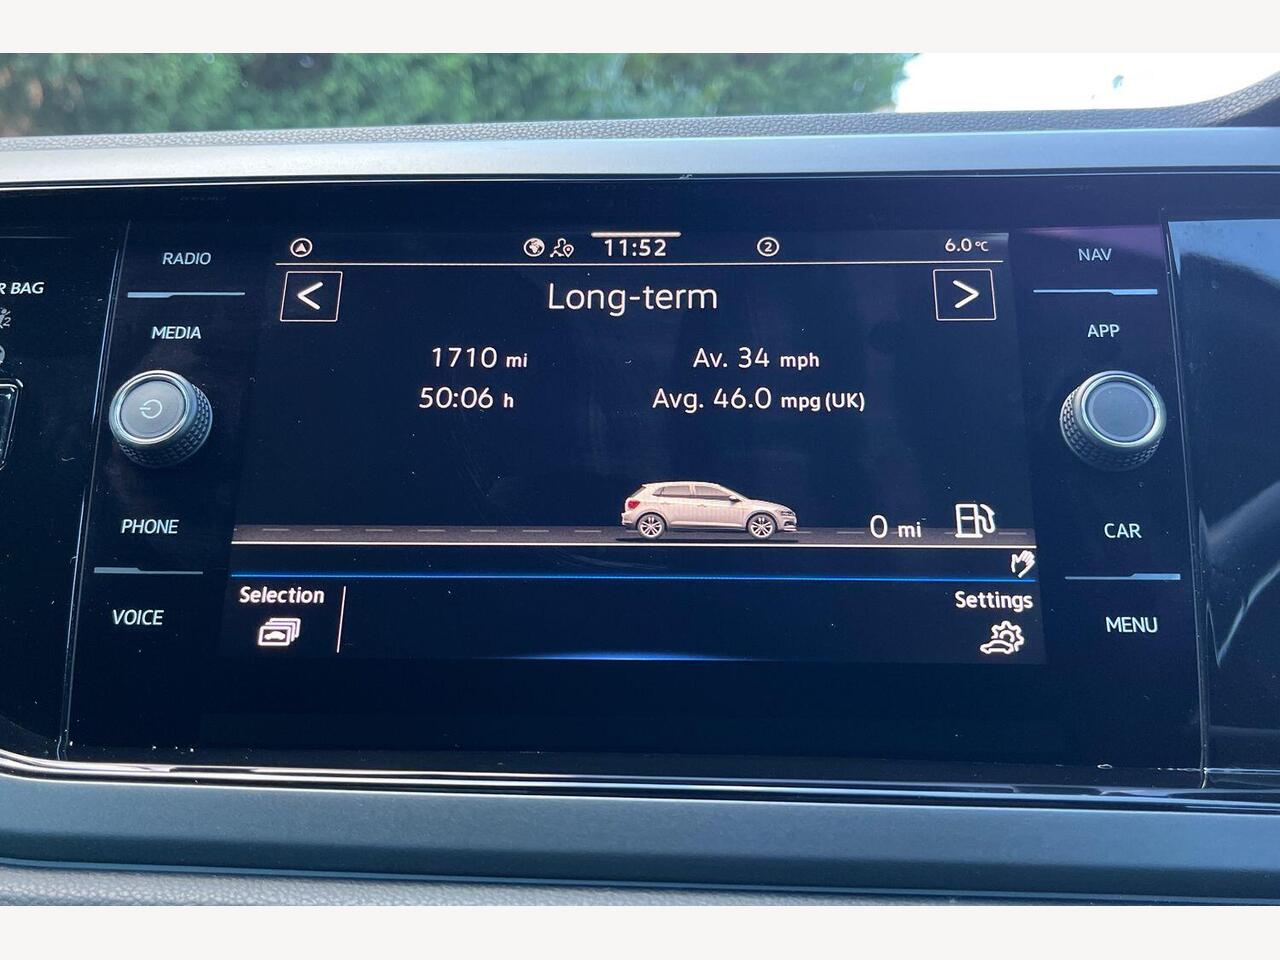 RADIO
MEDIA
R BAG
PHONE
VOICE
11:52
2
6.0°C
<
Long-term
>
1710 mi
Av. 34 mph
50:06 h
Avg. 46.0 mpg (UK)
0 mi
Selection
Settings
NAV
APP
CAR
MENU